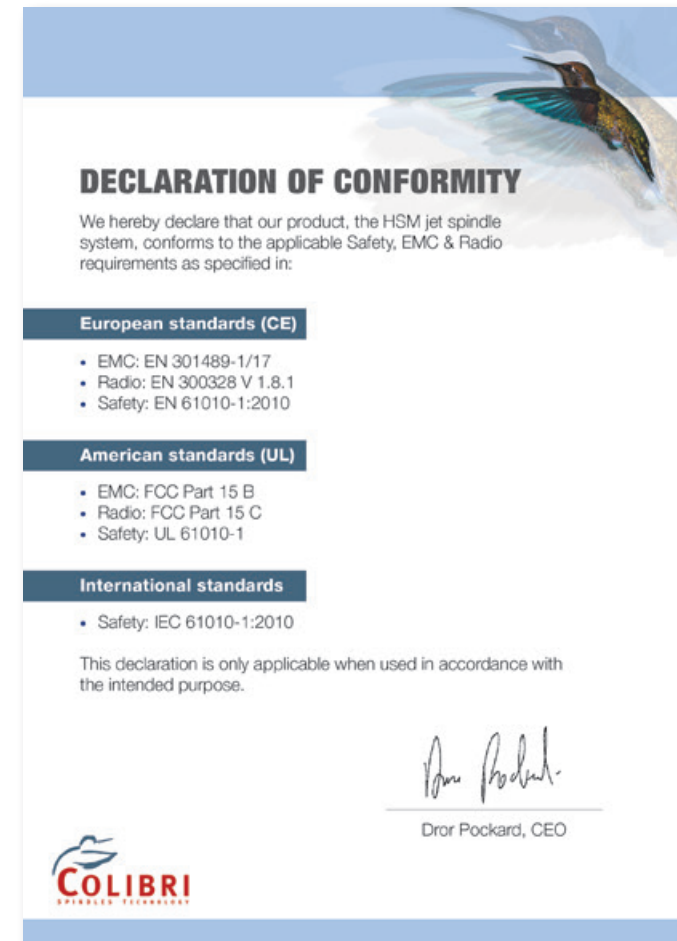 DECLARATION OF CONFORMITY
We hereby declare that our product, the HSM jet spindle
system, conforms to the applicable Safety, EMC & Radio
requirements as specified in:
European standards (CE)
• EMC: EN 301489-1/17
• Radio: EN 300328 V 1.8.1
• Safety: EN 61010-1:2010
American standards (UL)
• EMC: FCC Part 15 B
• Radio: FCC Part 15 C
• Safety: UL 61010-1
International standards
• Safety: IEC 61010-1:2010
This declaration is only applicable when used in accordance with
the intended purpose.
Dror Pockard, CEO
COLIBRI
SPINDLES TECHNOLOGY